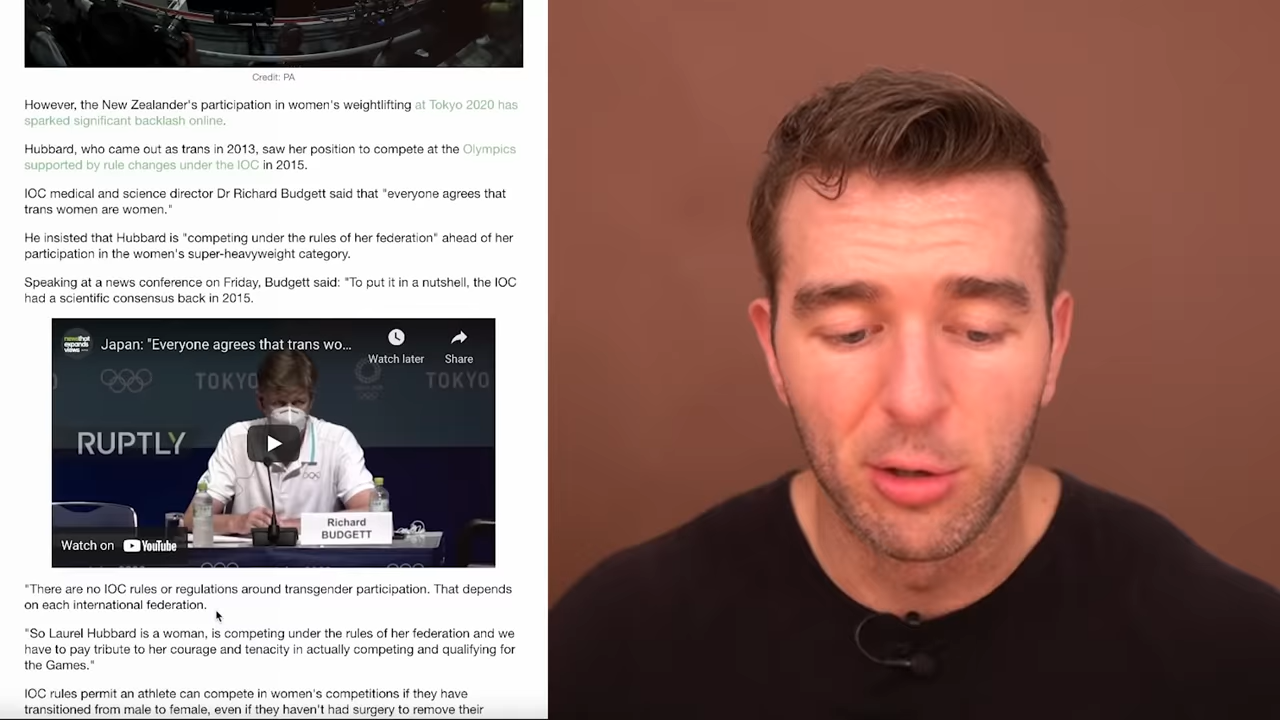 Credit: PA
However, the New Zealander's participation in women's weightlifting at Tokyo 2020 has
sparked significant backlash online.
Hubbard, who came out as trans in 2013, saw her position to compete at the Olympics
supported by rule changes under the IOC in 2015.
IOC medical and science director Dr Richard Budgett said that "everyone agrees that
trans women are women."
He insisted that Hubbard is "competing under the rules of her federation" ahead of her
participation in the women's super-heavyweight category.
Speaking at a news conference on Friday, Budgett said: "To put it in a nutshell, the IOC
had a scientific consensus back in 2015.
newsthat
expands
views
Japan: "Everyone agrees that trans wo...
Watch later
Share
TOKYO
TOKYO
RUPTLY
Richard
BUDGETT
Watch on YouTube
"There are no IOC rules or regulations around transgender participation. That depends
on each international federation.
"So Laurel Hubbard is a woman, is competing under the rules of her federation and we
have to pay tribute to her courage and tenacity in actually competing and qualifying for
the Games."
IOC rules permit an athlete can compete in women's competitions if they have
transitioned from male to female, even if they haven't had surgery to remove their